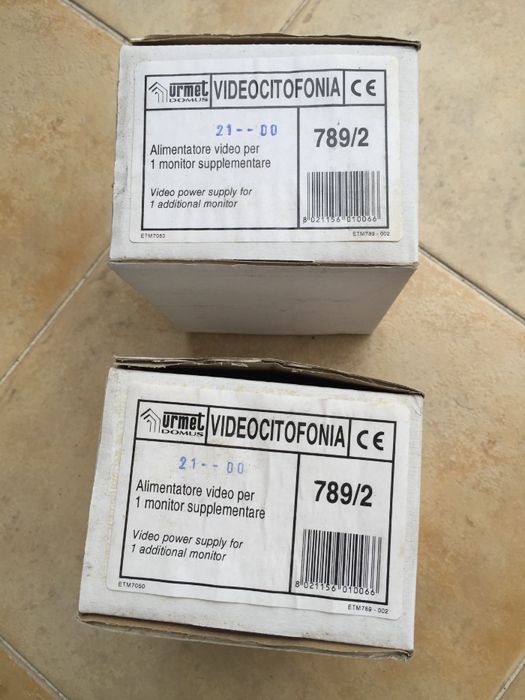 urmet
DOMUS
VIDEOCITOFONIA
CE
21--00
Alimentatore video per
1 monitor supplementare
789/2
Video power supply for
1 additional monitor
8 021156 010066
ETM7050
ETM789 - 002
urmet
DOMUS
VIDEOCITOFONIA
CE
21--00
Alimentatore video per
1 monitor supplementare
789/2
Video power supply for
1 additional monitor
8 021156 010066
ETM7050
ETM789 - 002